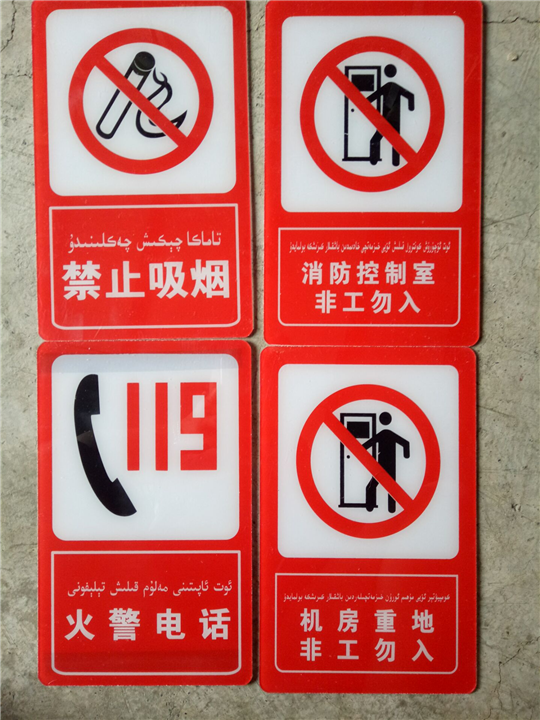 تاماكا چېكىش چەكلىنىدۇ
禁止吸烟
消防控制室
非工勿入
119
ئوت ئاپىتىنى مەلۇم قىلىش تېلېفونى
火警电话
机房重地
非工勿入